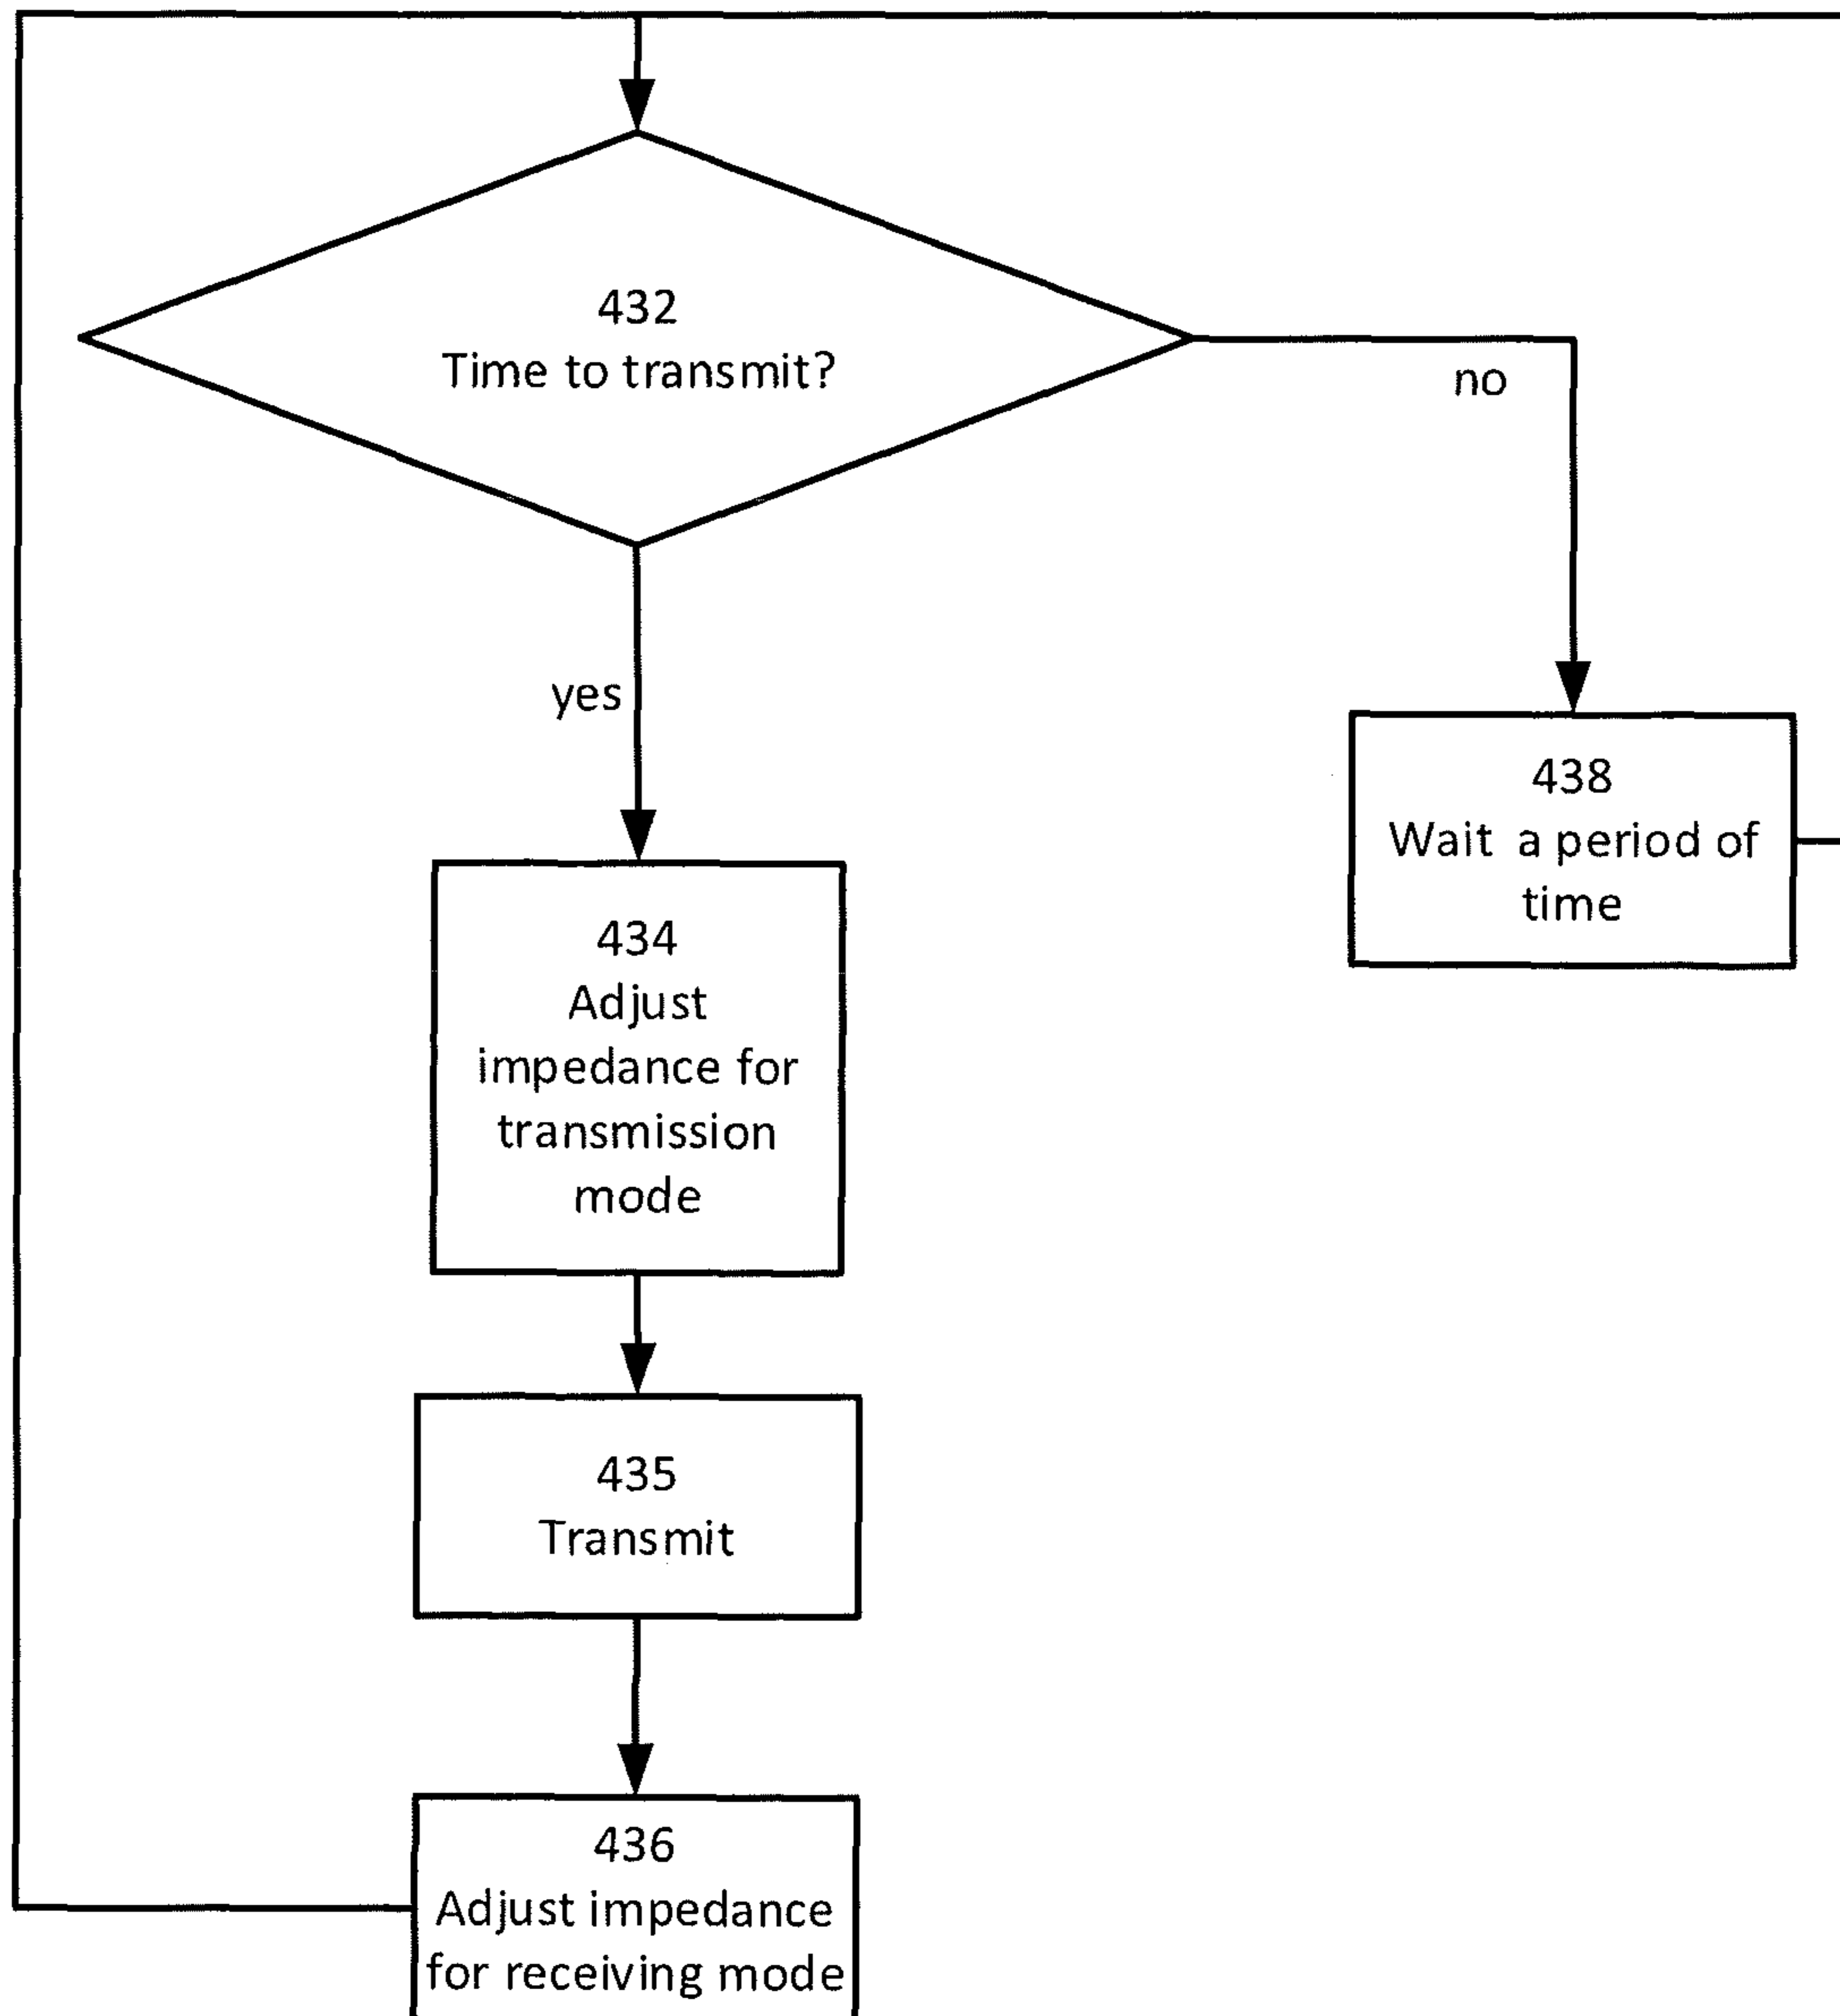 432
Time to transmit?
no
yes
438
Wait a period of
time
434
Adjust
impedance for
transmission
mode
435
Transmit
436
Adjust impedance
for receiving mode